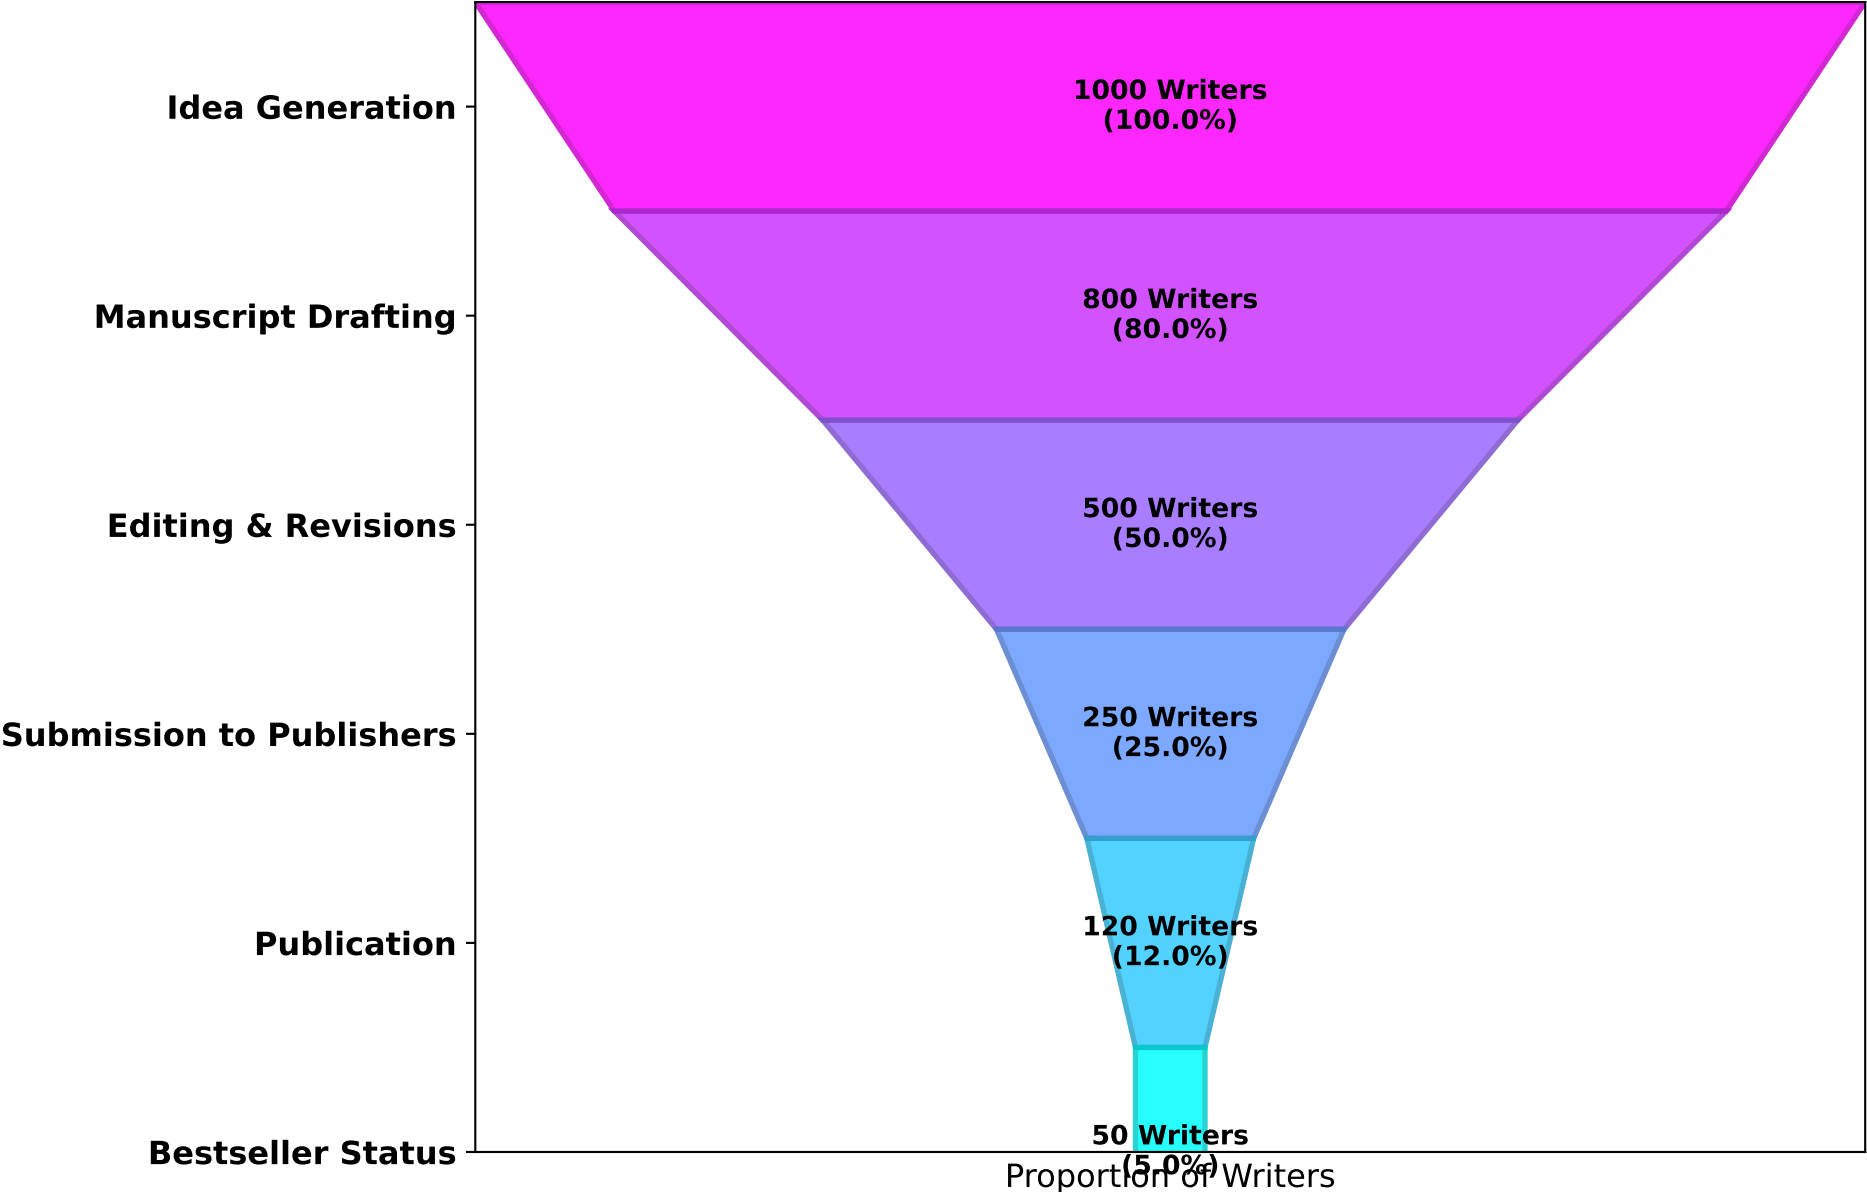 Idea Generation
1000 Writers
(100.0%)
Manuscript Drafting
800 Writers
(80.0%)
Editing & Revisions
500 Writers
(50.0%)
Submission to Publishers
250 Writers
(25.0%)
Publication
120 Writers
(12.0%)
Bestseller Status
50 Writers
(5.0%)
Proportion of Writers